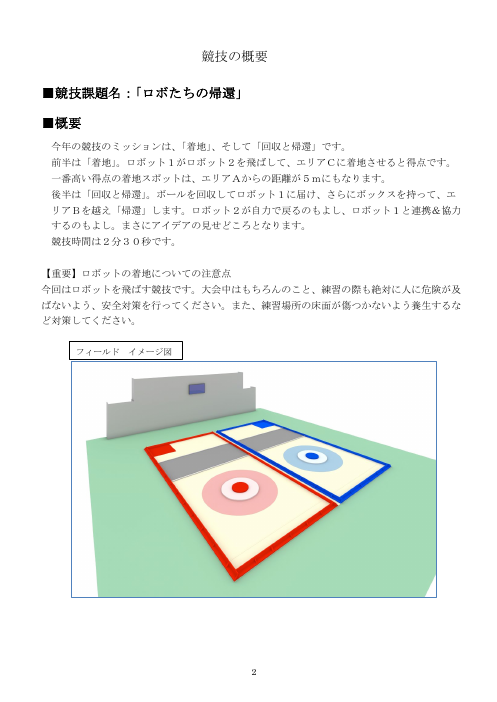 競技の概要
■競技課題名：「ロボたちの帰還」
■概要
今年の競技のミッションは、「着地」、そして「回収と帰還」です。
前半は「着地」。ロボット１がロボット２を飛ばして、エリアＣに着地させると得点です。
一番高い得点の着地スポットは、エリアＡからの距離が５ｍにもなります。
後半は「回収と帰還」。ボールを回収してロボット１に届け、さらにボックスを持って、エ
リアＢを越え「帰還」します。ロボット２が自力で戻るのもよし、ロボット１と連携＆協力
するのもよし。まさにアイデアの見せどころとなります。
競技時間は２分３０秒です。
【重要】ロボットの着地についての注意点
今回はロボットを飛ばす競技です。大会中はもちろんのこと、練習の際も絶対に人に危険が及
ばないよう、安全対策を行ってください。また、練習場所の床面が傷つかないよう養生するな
ど対策してください。
フィールド　イメージ図
2